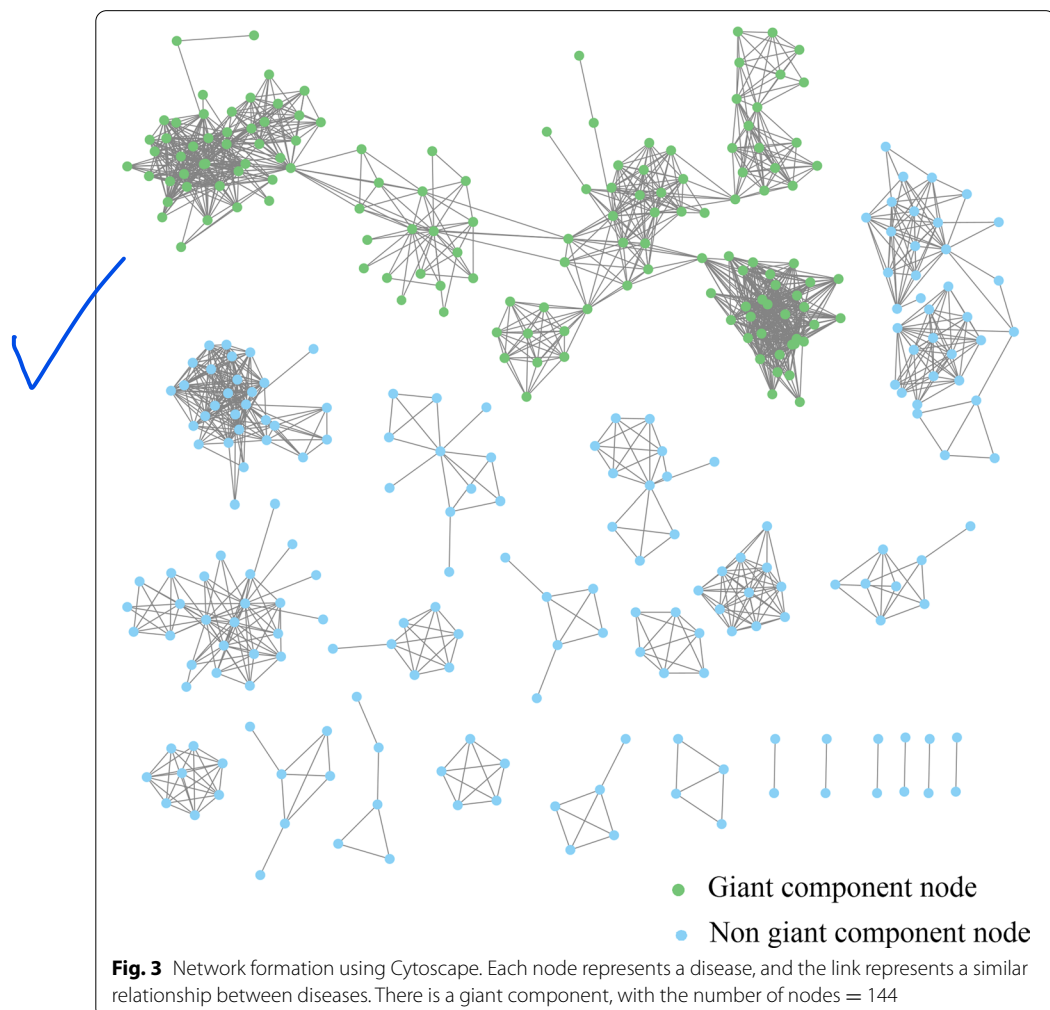 Giant component node
Non giant component node
Fig. 3 Network formation using Cytoscape. Each node represents a disease, and the link represents a similar
relationship between diseases. There is a giant component, with the number of nodes = 144